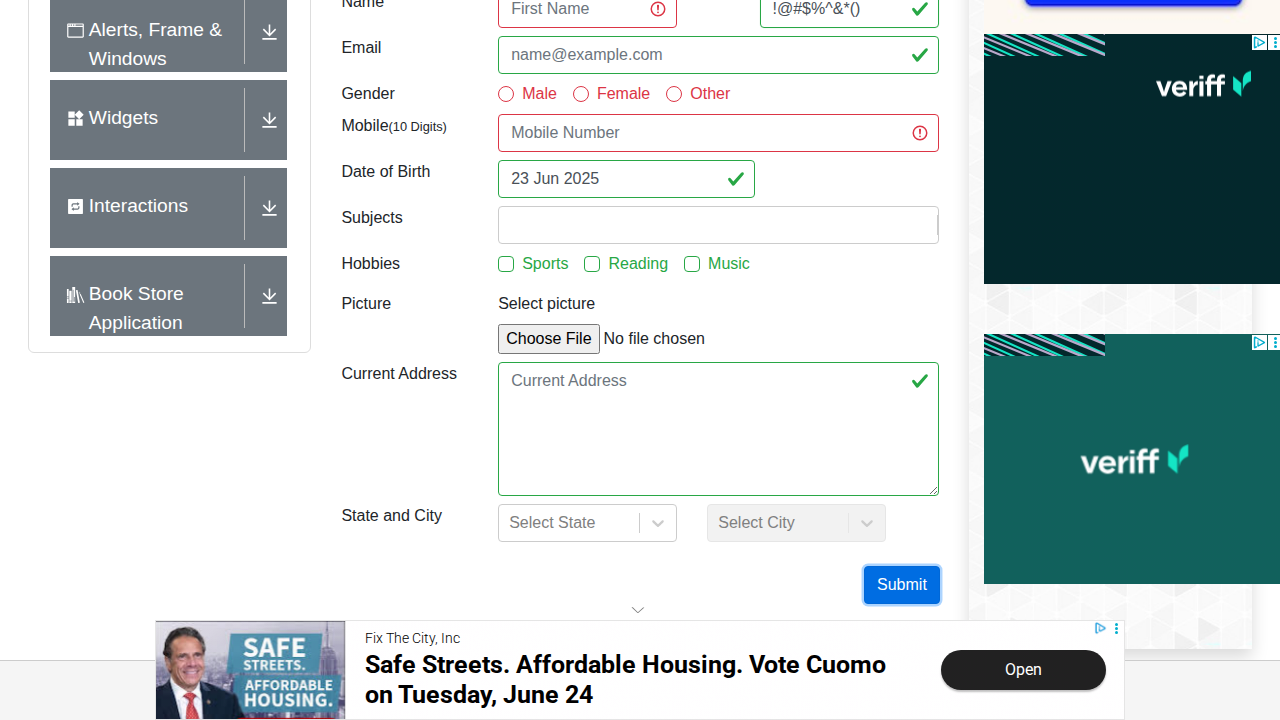 Alerts, Frame &
Windows
Widgets
Interactions
Book Store
Application
Name
First Name
!@#$%^&*()
Email
name@example.com
Gender
Male
Female
Other
Mobile(10 Digits)
Mobile Number
Date of Birth
23 Jun 2025
Subjects
Hobbies
Sports
Reading
Music
Picture
Select picture
Choose File No file chosen
Current Address
Current Address
State and City
Select State
Select City
Submit
veriff
veriff
SAFE
STREETS.
AFFORDABLE
HOUSING.
Fix The City, Inc
Safe Streets. Affordable Housing. Vote Cuomo
on Tuesday, June 24
Open